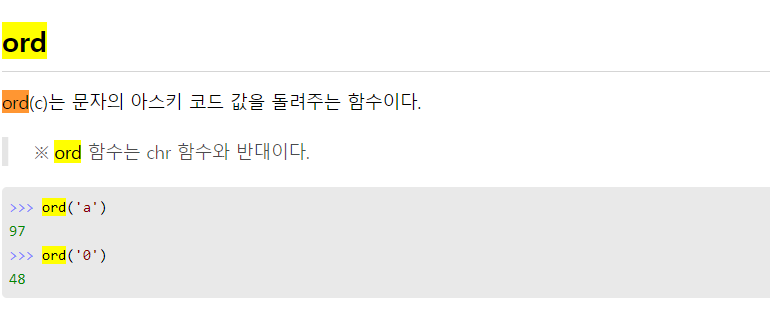 ord
ord(c)는 문자의 아스키 코드 값을 돌려주는 함수이다.
※ ord 함수는 chr 함수와 반대이다.
>>> ord('a')
97
>>> ord('0')
48